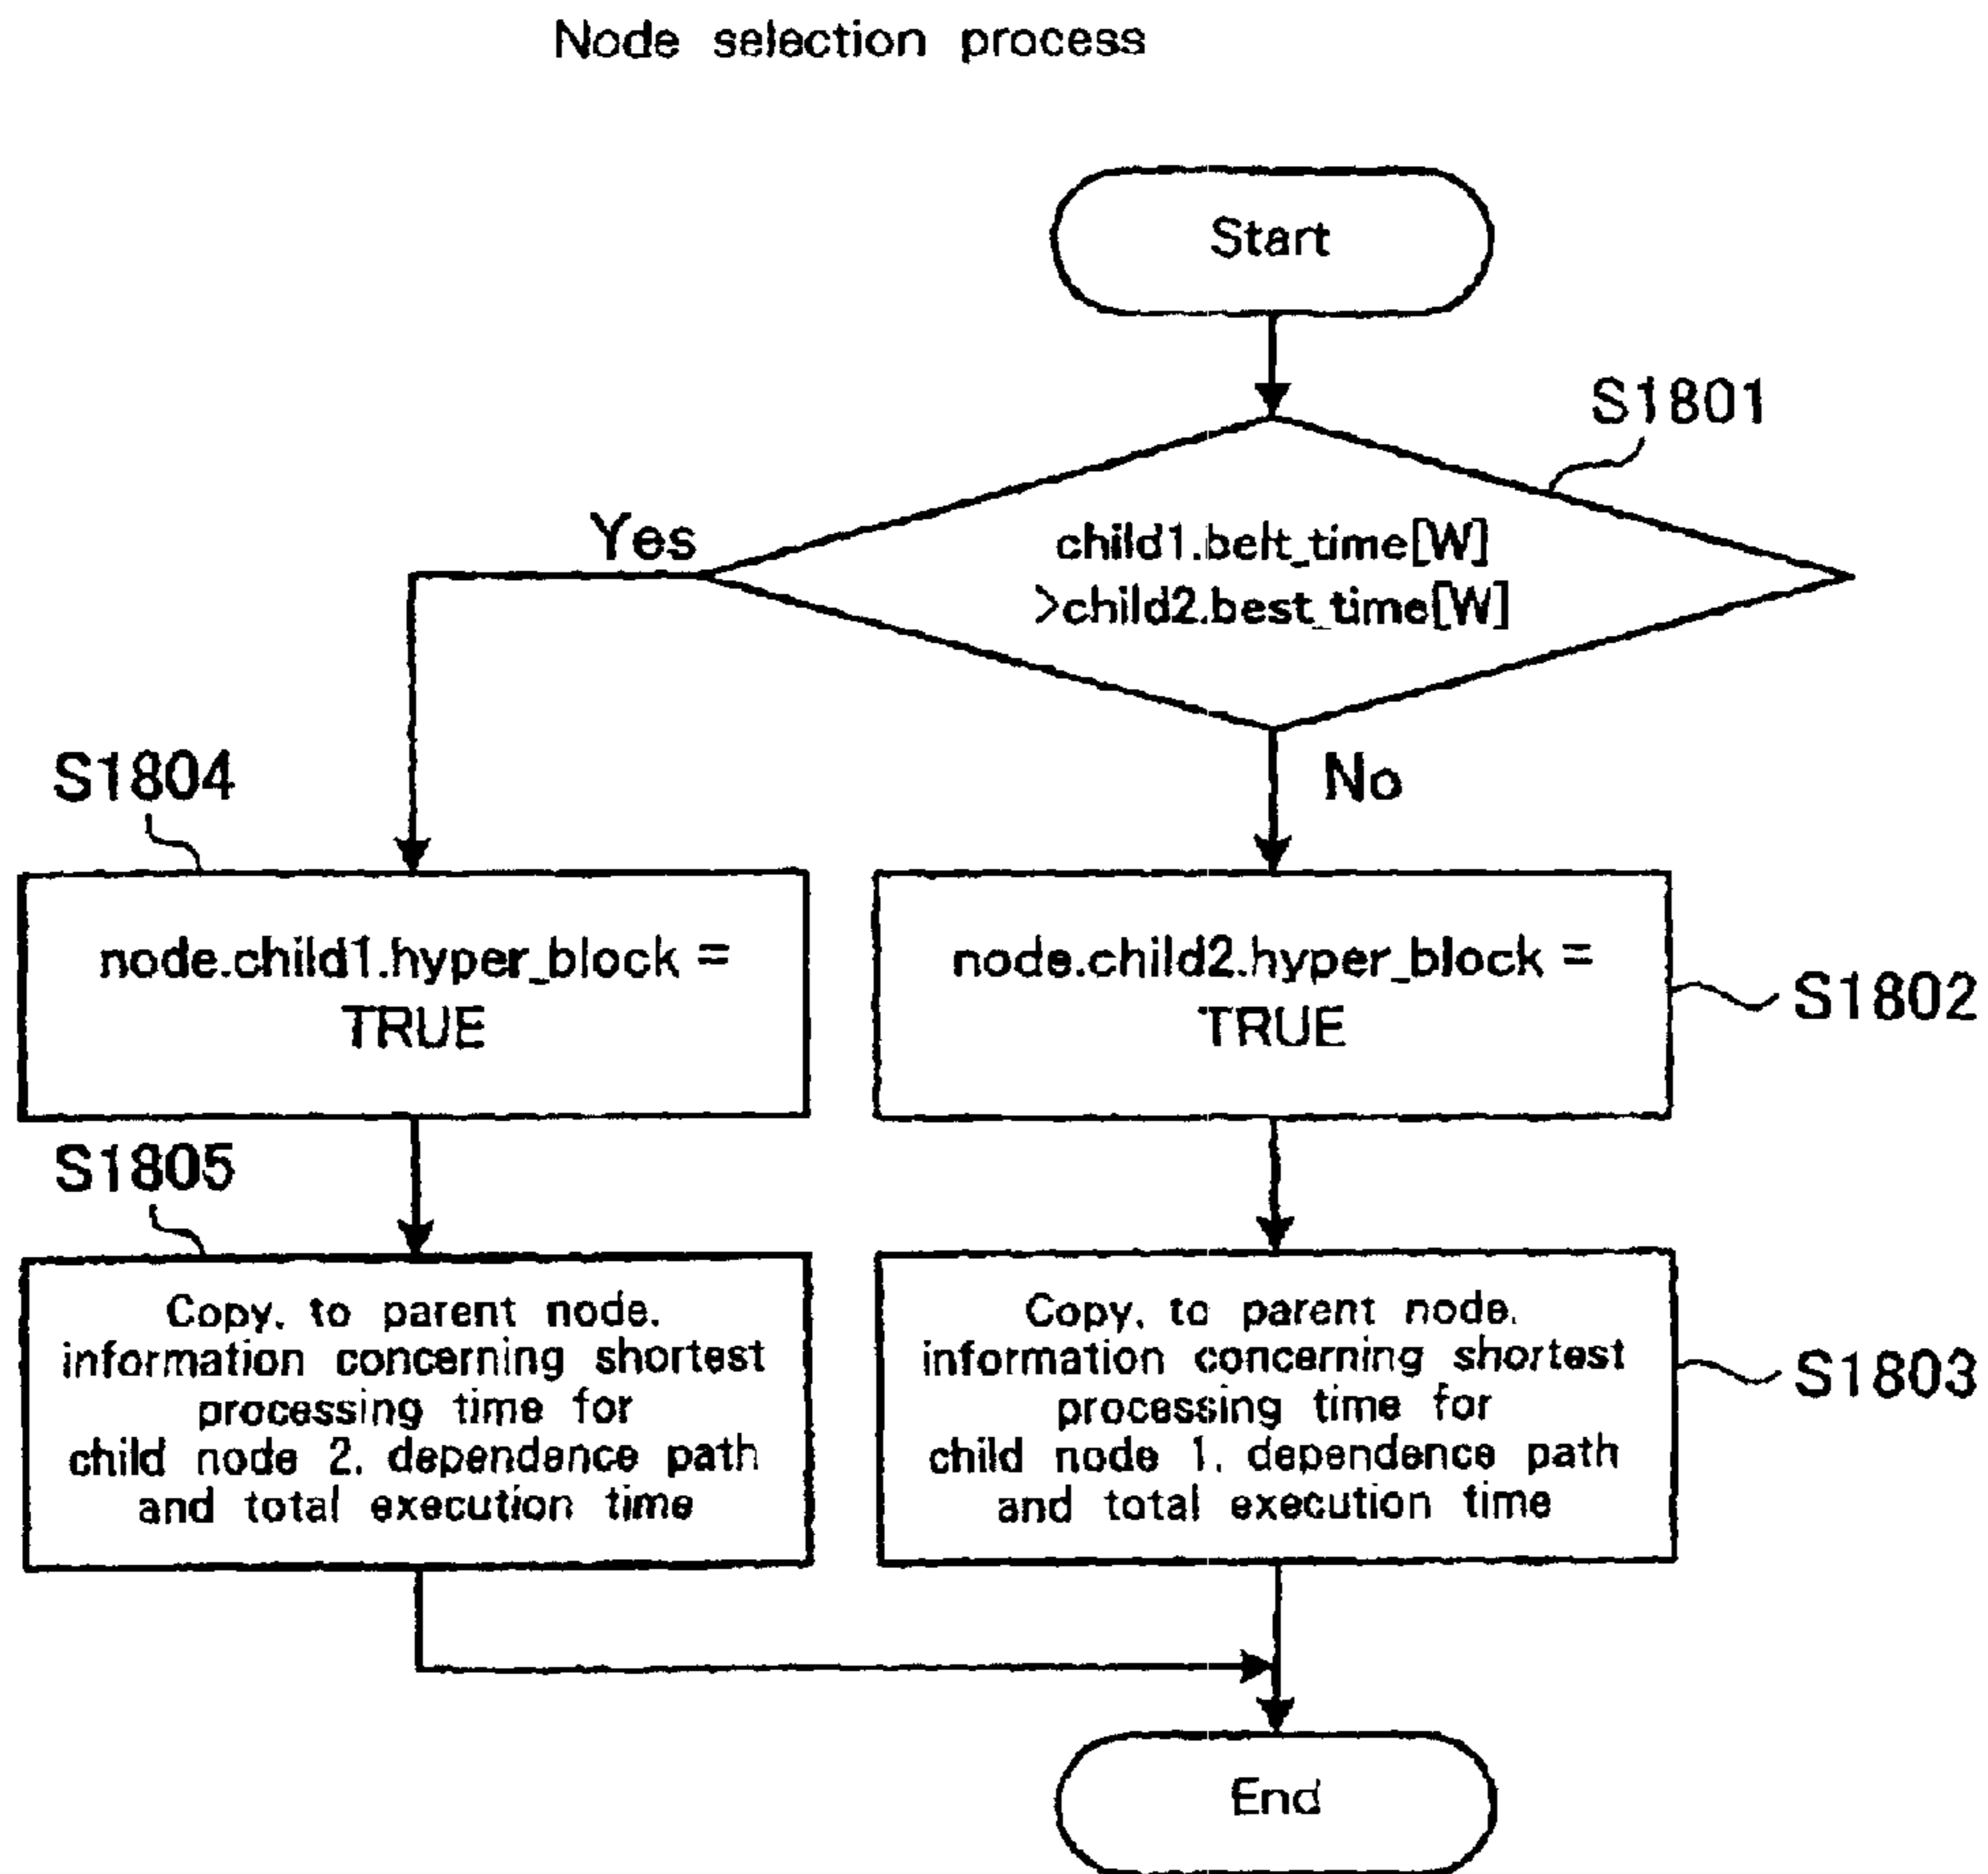 Node selection process
Start
S1801
child1.belt_time[W]
>child2.best_time[W]
Yes
No
S1804
node.child1.hyper_block =
TRUE
node.child2.hyper_block =
TRUE
S1802
S1805
Copy, to parent node,
information concerning shortest
processing time for
child node 2, dependence path
and total execution time
Copy, to parent node,
information concerning shortest
processing time for
child node 1, dependence path
and total execution time
S1803
End